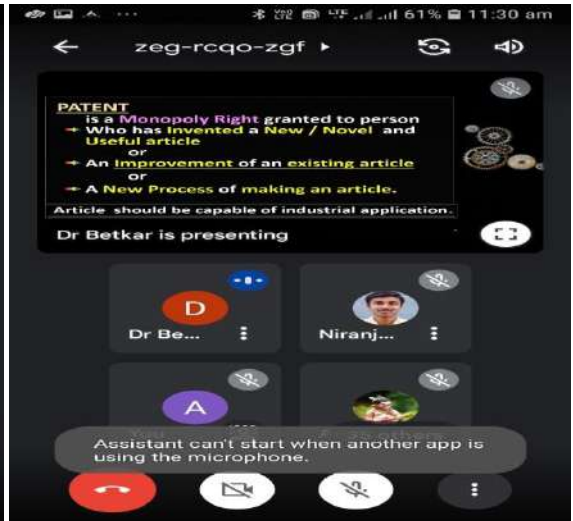 61% 11:30 am
zeg-rcqo-zgf
PATENT
is a Monopoly Right granted to person
Who has Invented a New / Novel and
Useful article
or
An Improvement of an existing article
or
A New Process of making an article.
Article should be capable of industrial application.
Dr Betkar is presenting
D
Dr Be...
Niranj...
A
You
35 others
Assistant can't start when another app is
using the microphone.